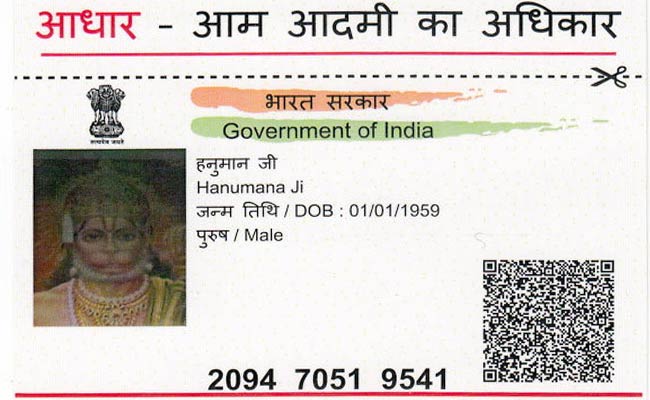 आधार - आम आदमी का अधिकार
सत्यमेव जयते
भारत सरकार
Government of India
हनुमान जी
Hanumana Ji
जन्म तिथि / DOB : 01/01/1959
पुरुष / Male
2094 7051 9541